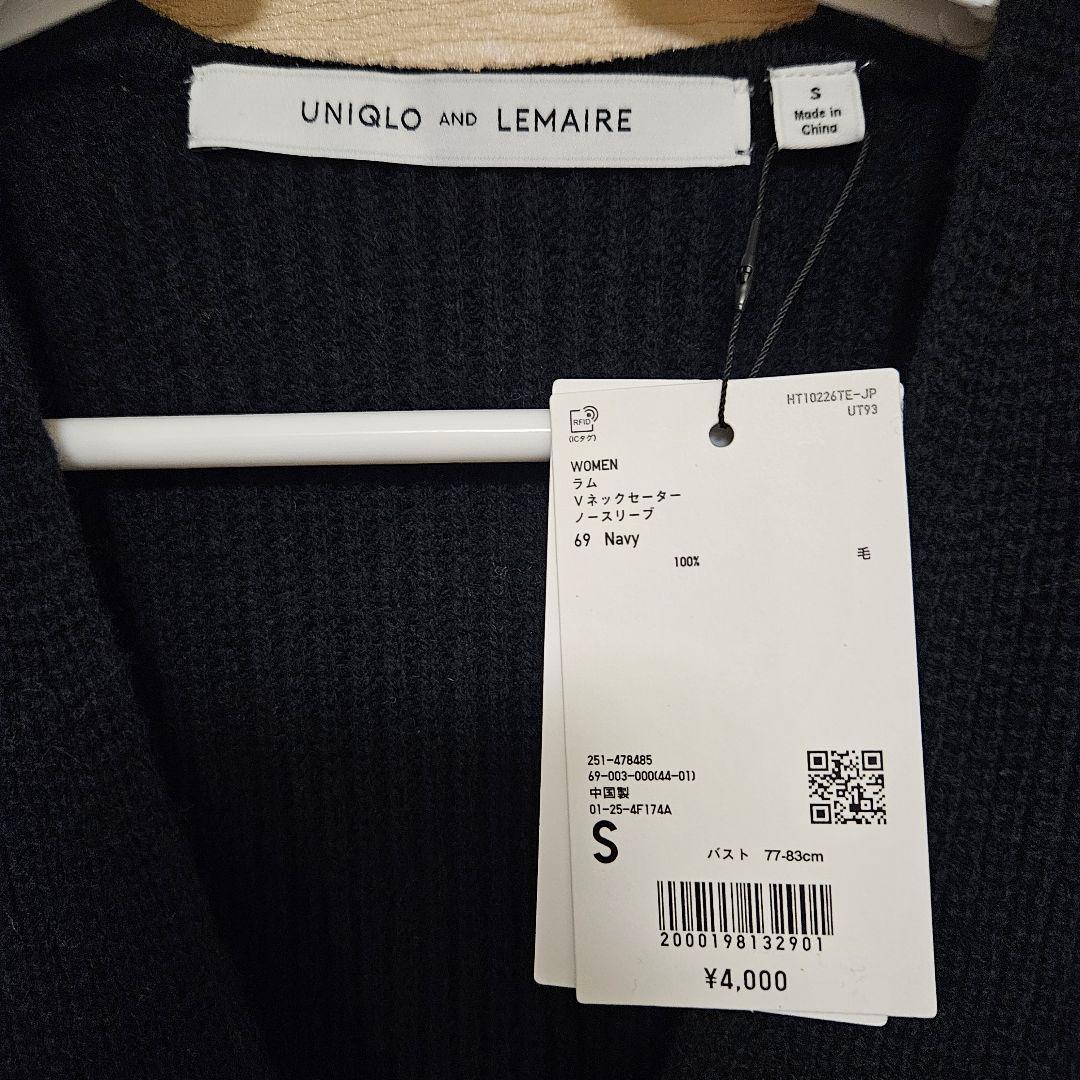 UNIQLO AND LEMAIRE
S
Made in
China
HT10226TE-JP
UT93
RFID
(ICタグ)
WOMEN
ラム
Vネックセーター
ノースリーブ
69 Navy
100% 毛
251-478485
69-003-000(44-01)
中国製
01-25-4F174A
S
バスト 77-83cm
2000198132901
¥4,000